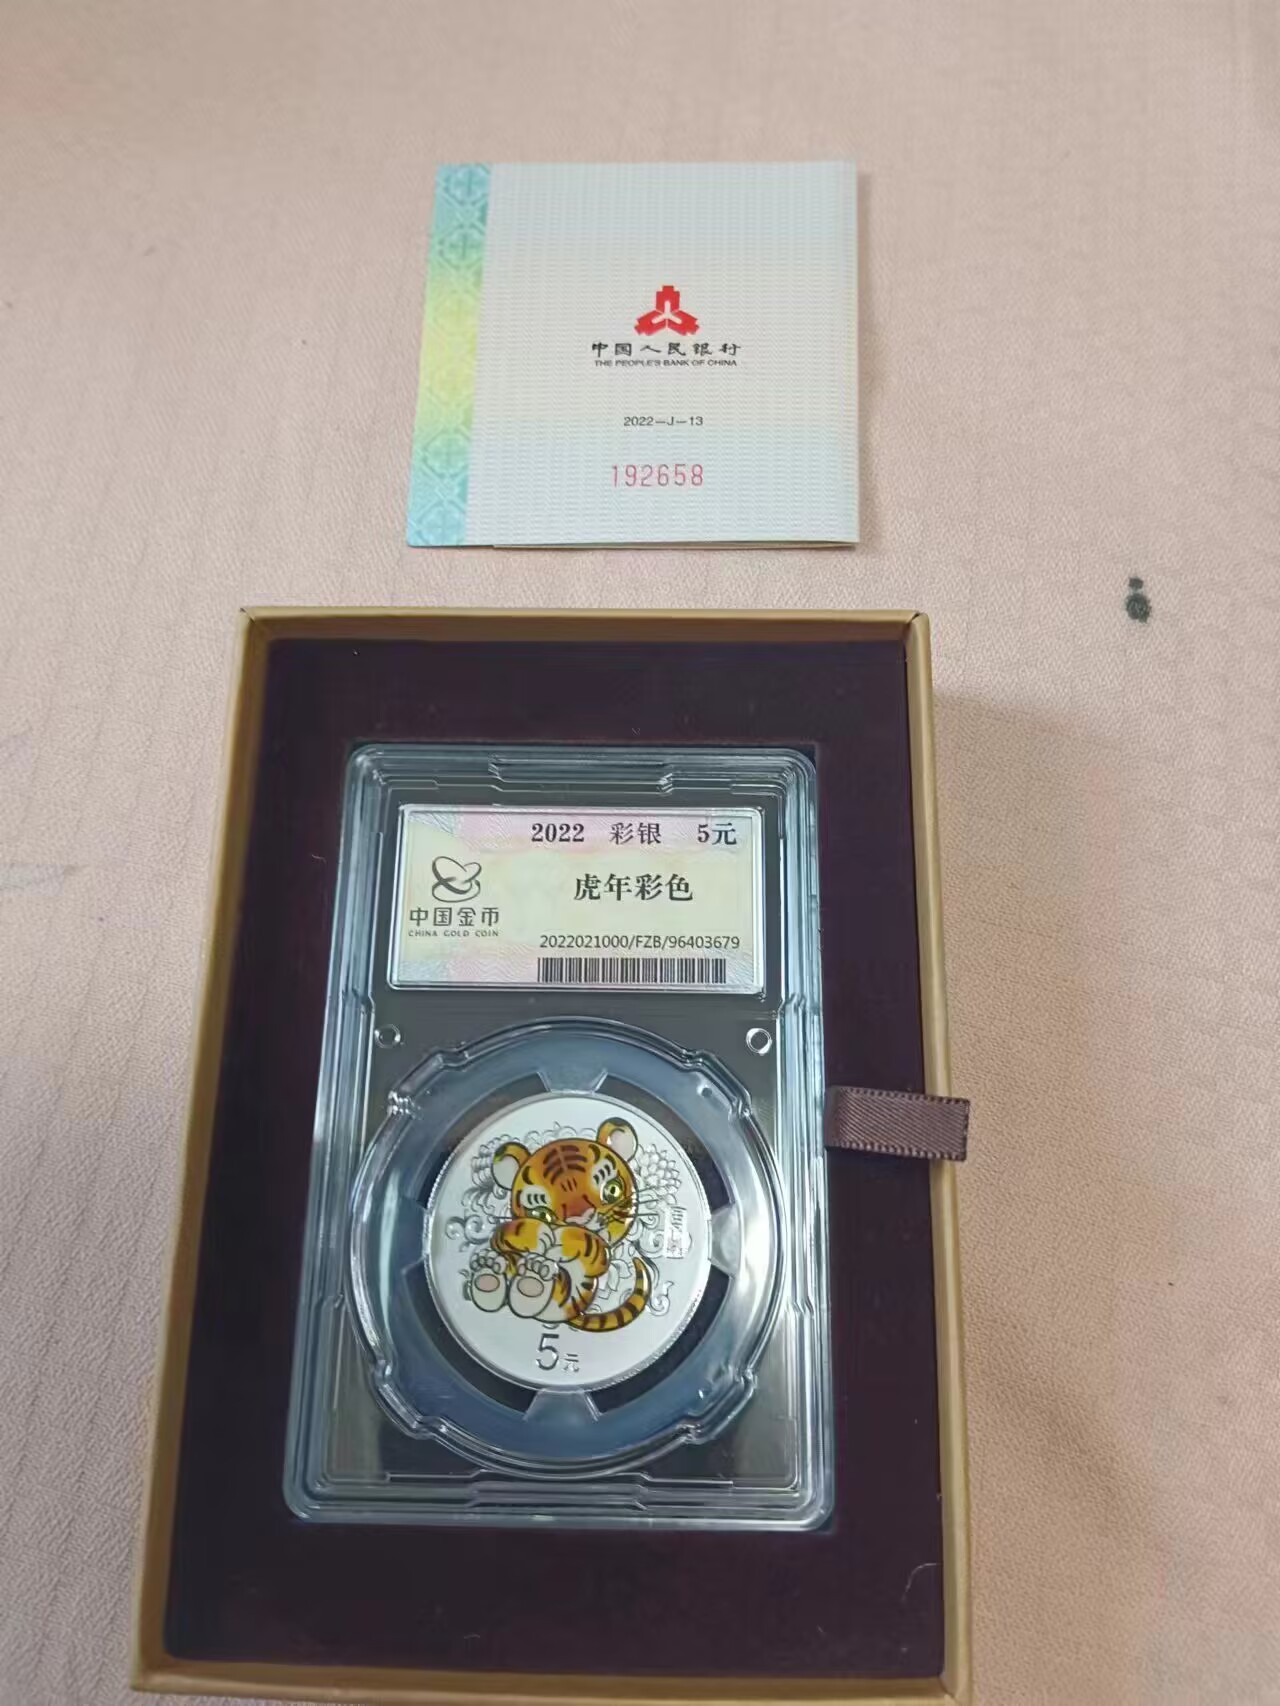 中国人民银行
THE PEOPLE'S BANK OF CHINA
2022—J—13
192658
2022 彩银 5元
虎年彩色
中国金币
CHINA GOLD COIN
2022021000/FZB/96403679
5元